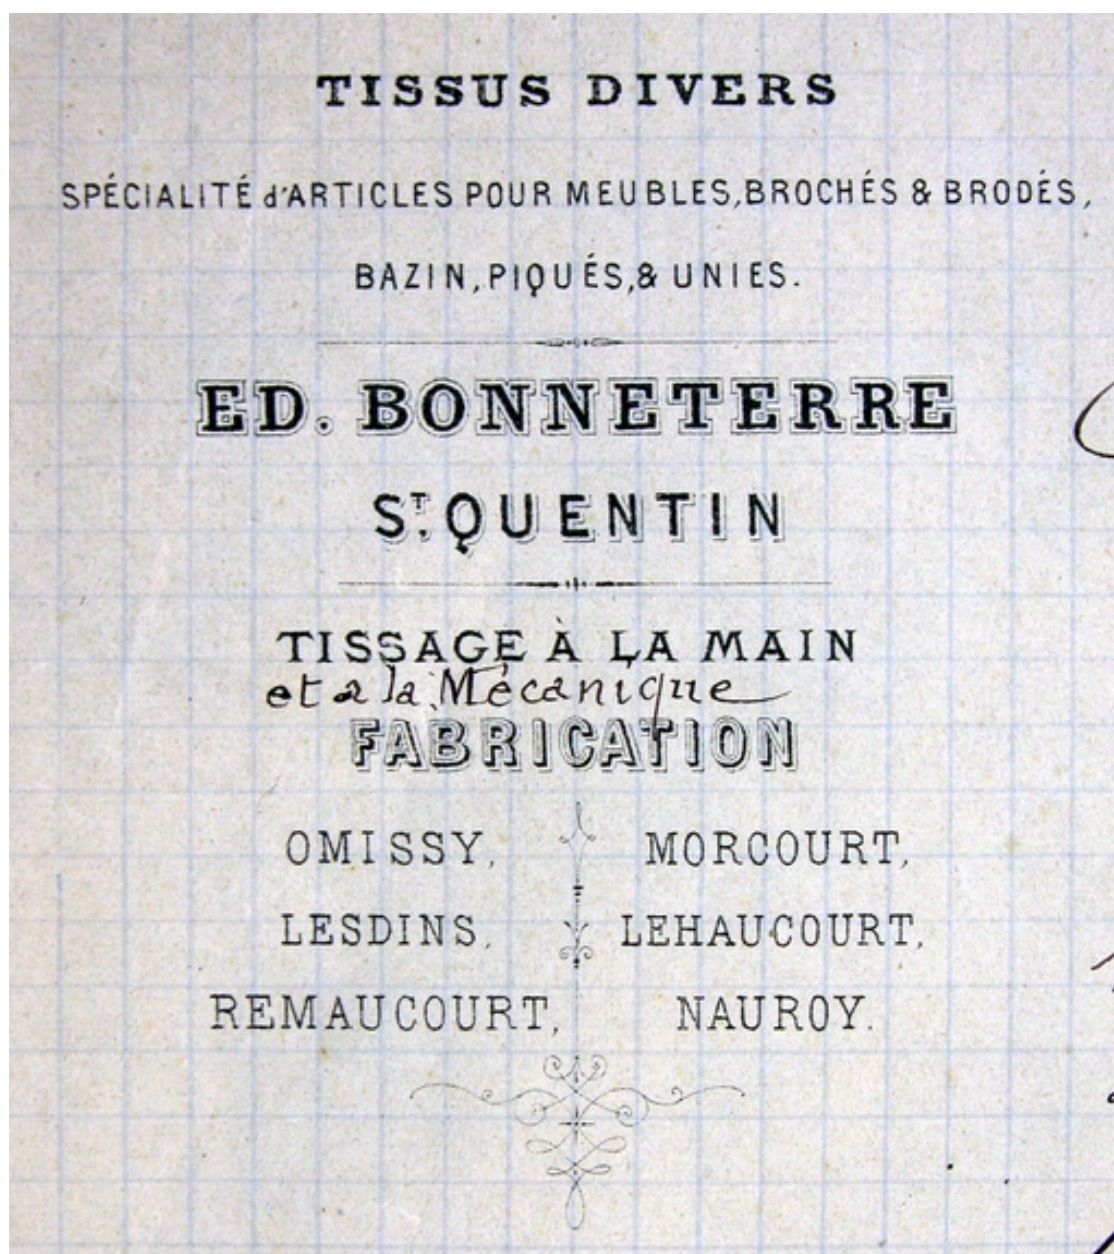 TISSUS DIVERS
SPÉCIALITÉ d'ARTICLES POUR MEUBLES, BROCHÉS & BRODÉS,
BAZIN, PIQUÉS, & UNIES.
ED. BONNETERRE
ST. QUENTIN
TISSAGE À LA MAIN
et a la Mécanique
FABRICATION
OMISSY, MORCOURT,
LESDINS, LEHAUCOURT,
REMAUCOURT, NAUROY.